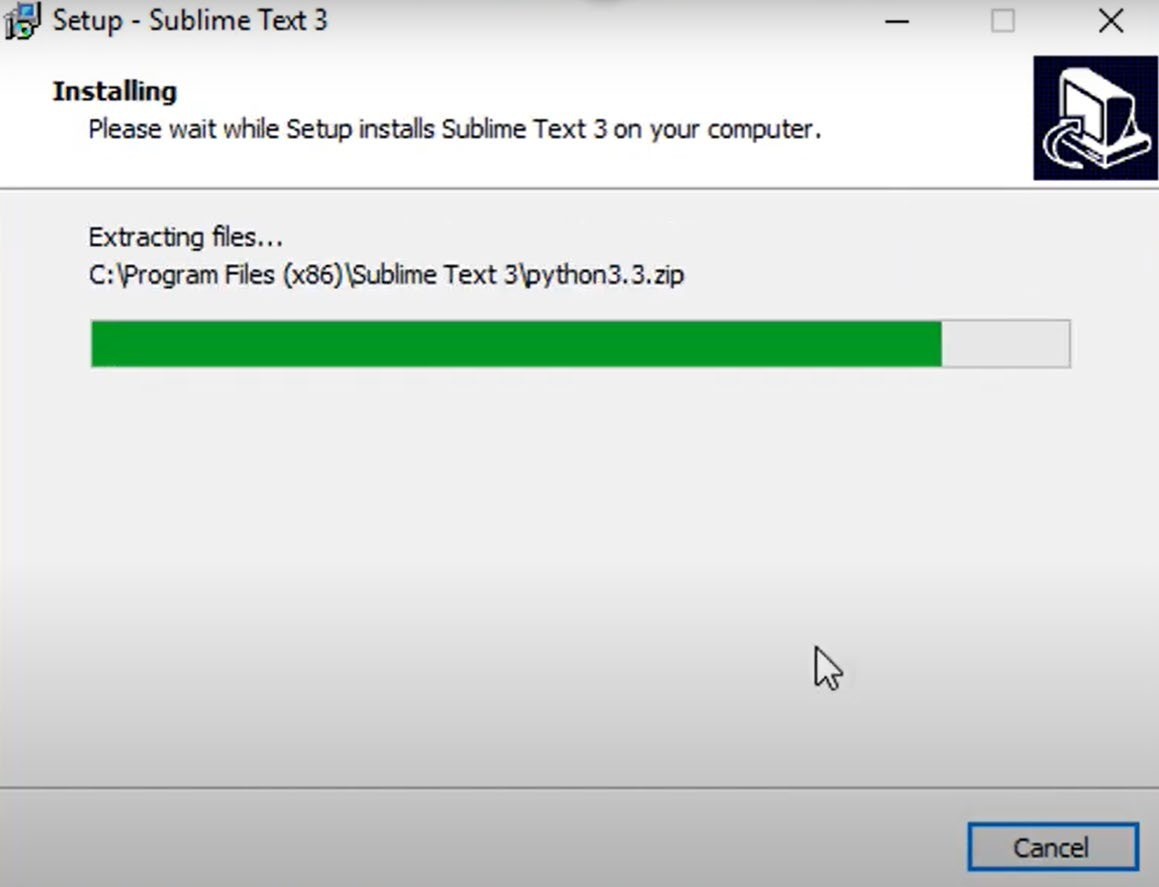 Setup - Sublime Text 3
Installing
Please wait while Setup installs Sublime Text 3 on your computer.
Extracting files...
C:\Program Files (x86)\Sublime Text 3\python3.3.zip
Cancel